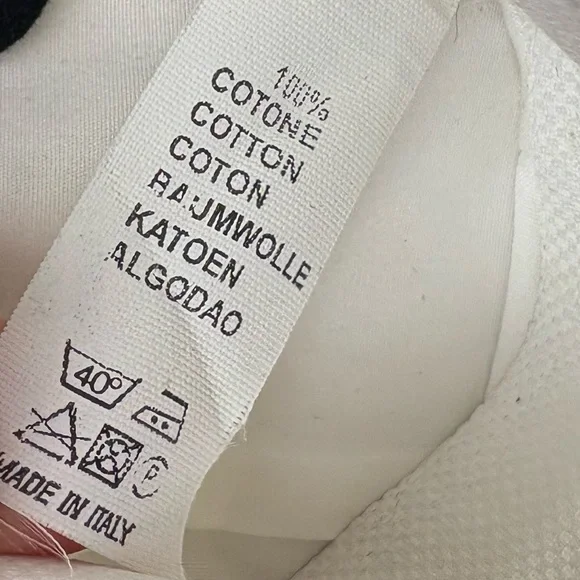 100%
COTONE
COTTON
COTON
BAUMWOLLE
KATOEN
ALGODAO
40°
P
MADE IN ITALY